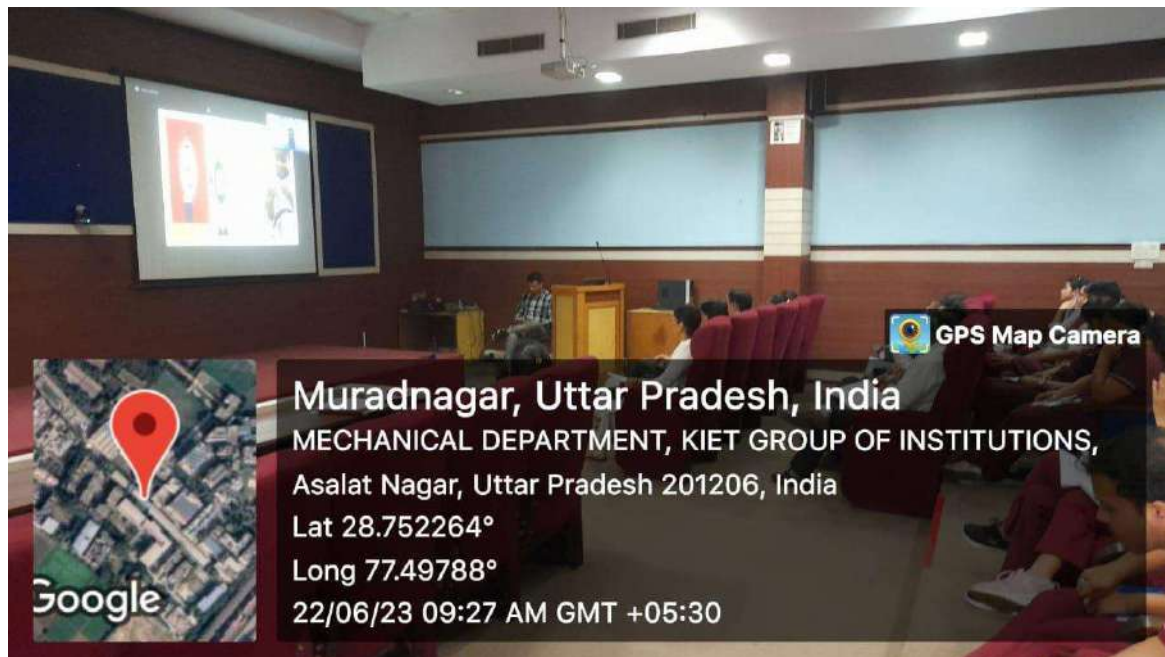 GPS Map Camera
Muradnagar, Uttar Pradesh, India
MECHANICAL DEPARTMENT, KIET GROUP OF INSTITUTIONS,
Asalat Nagar, Uttar Pradesh 201206, India
Lat 28.752264°
Long 77.49788°
22/06/23 09:27 AM GMT +05:30
Google